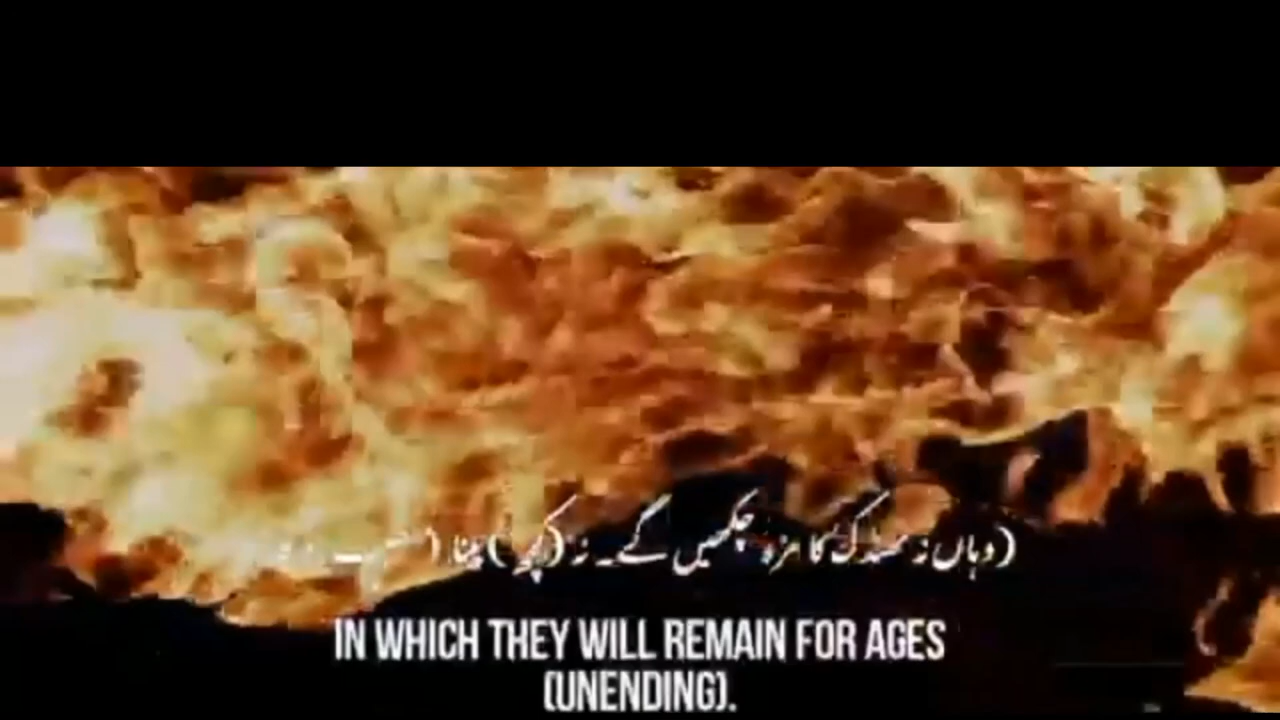 (وہاں نہ ٹھنڈک کا مزہ چکھیں گے۔ نہ (کچھ) پینا (
IN WHICH THEY WILL REMAIN FOR AGES
(UNENDING).